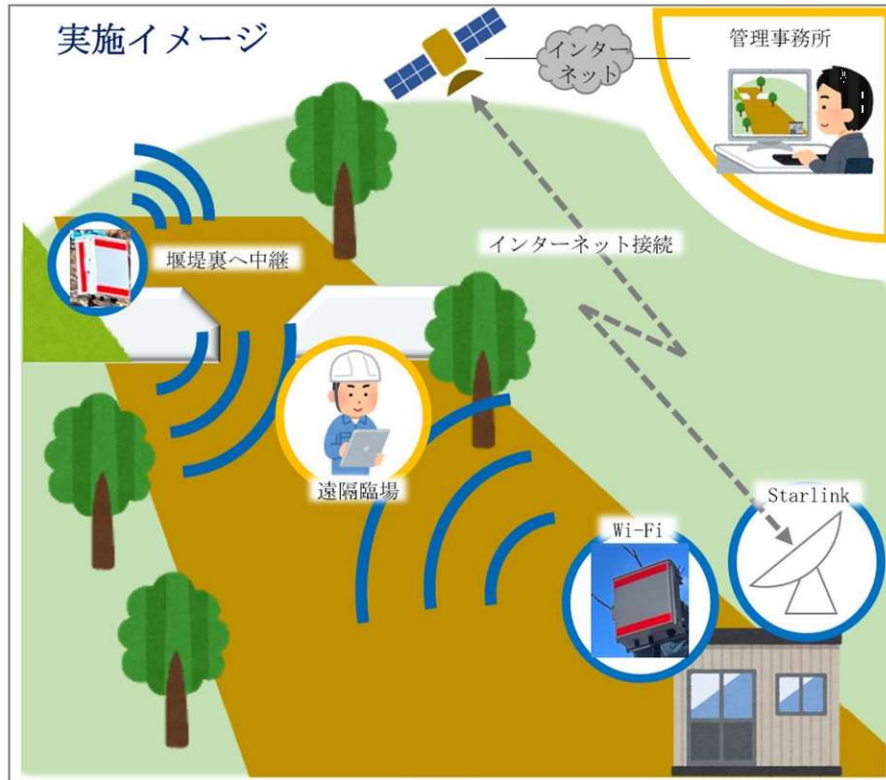 実施イメージ
インター
ネット
管理事務所
インターネット接続
堰堤裏へ中継
遠隔臨場
Wi-Fi
Starlink